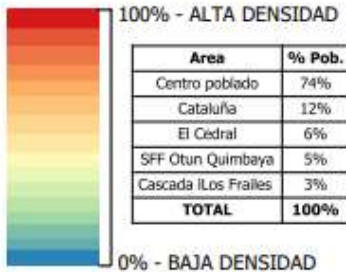 100% - ALTA DENSIDAD
Area % Pob.
Centro poblado 74%
Cataluña 12%
El Cedral 6%
SFF Otun Quimbaya 5%
Cascada lLos Frailes 3%
TOTAL 100%
0% - BAJA DENSIDAD